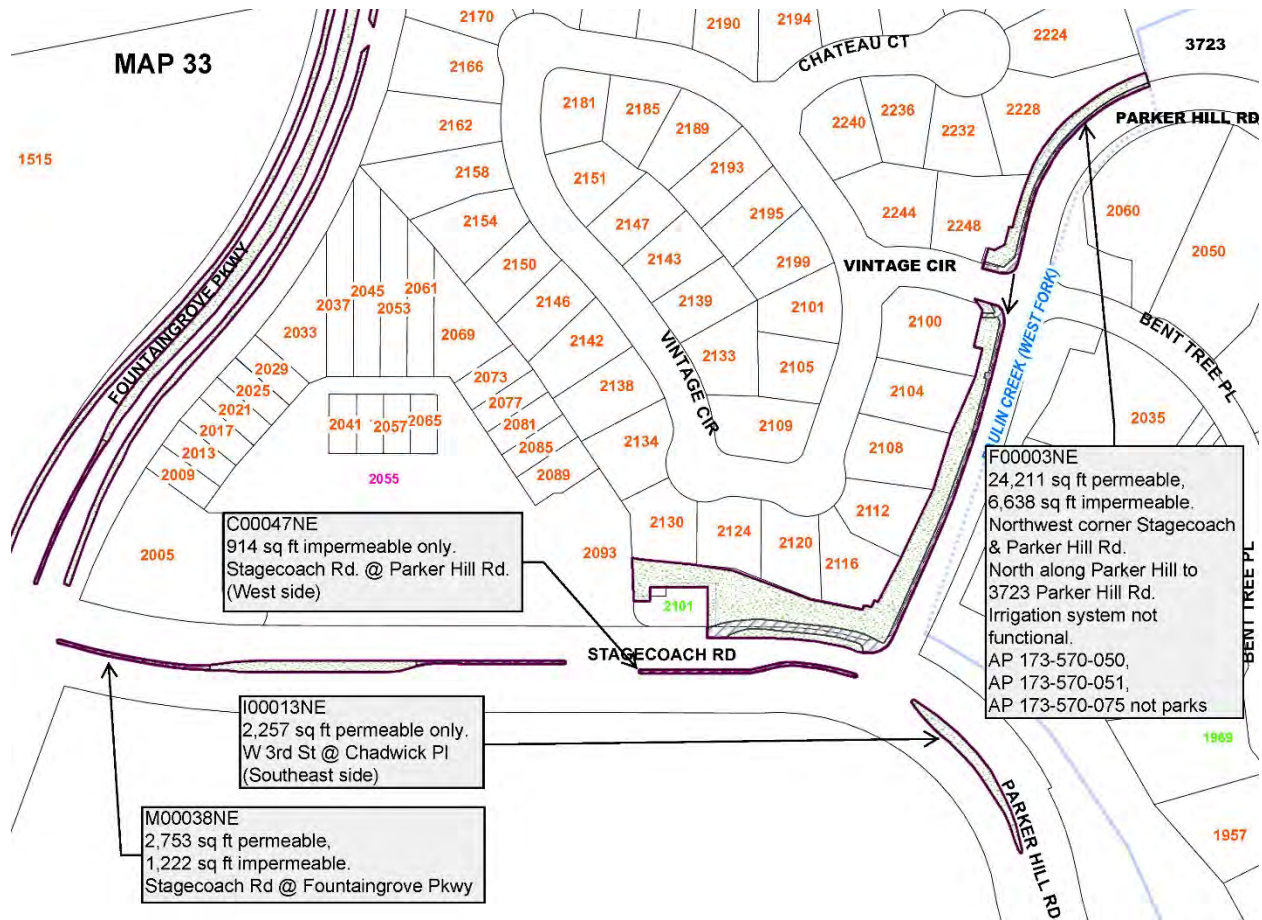 MAP 33
2170
2190
2194
2224
3723
CHATEAU CT
2166
2181
2185
2189
2240
2236
2232
2228
PARKER HILL RD
1515
2162
2158
2151
2193
2154
2147
2195
2244
2248
2060
2050
2150
2143
2199
VINTAGE CIR
FOUNTAINGROVE PKWY
2037
2045
2053
2061
2146
2139
2101
2100
BENT TREE PL
2033
2069
2142
2133
2105
2104
ULIN CREEK (WEST FORK)
2029
2073
2138
VINTAGE CIR
2025
2077
2021
2041
2057
2065
2081
2134
2109
2108
2035
2017
2085
2013
2089
2009
2055
2112
2130
2124
2120
2116
2005
2093
2101
BENT TREE PL
F00003NE
24,211 sq ft permeable,
6,638 sq ft impermeable.
Northwest corner Stagecoach
& Parker Hill Rd.
North along Parker Hill to
3723 Parker Hill Rd.
Irrigation system not
functional.
AP 173-570-050,
AP 173-570-051,
AP 173-570-075 not parks
C00047NE
914 sq ft impermeable only.
Stagecoach Rd. @ Parker Hill Rd.
(West side)
STAGECOACH RD
I00013NE
2,257 sq ft permeable only.
W 3rd St @ Chadwick Pl
(Southeast side)
1969
PARKER HILL RD
M00038NE
2,753 sq ft permeable,
1,222 sq ft impermeable.
Stagecoach Rd @ Fountaingrove Pkwy
1957